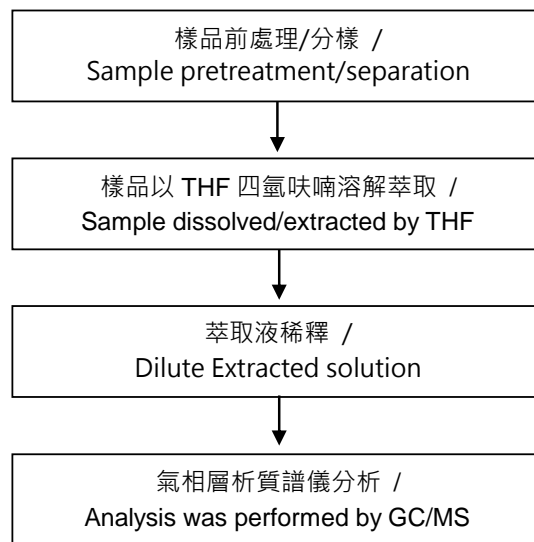 樣品前處理/分樣 /
Sample pretreatment/separation
樣品以 THF 四氫呋喃溶解萃取 /
Sample dissolved/extracted by THF
萃取液稀釋 /
Dilute Extracted solution
氣相層析質譜儀分析 /
Analysis was performed by GC/MS